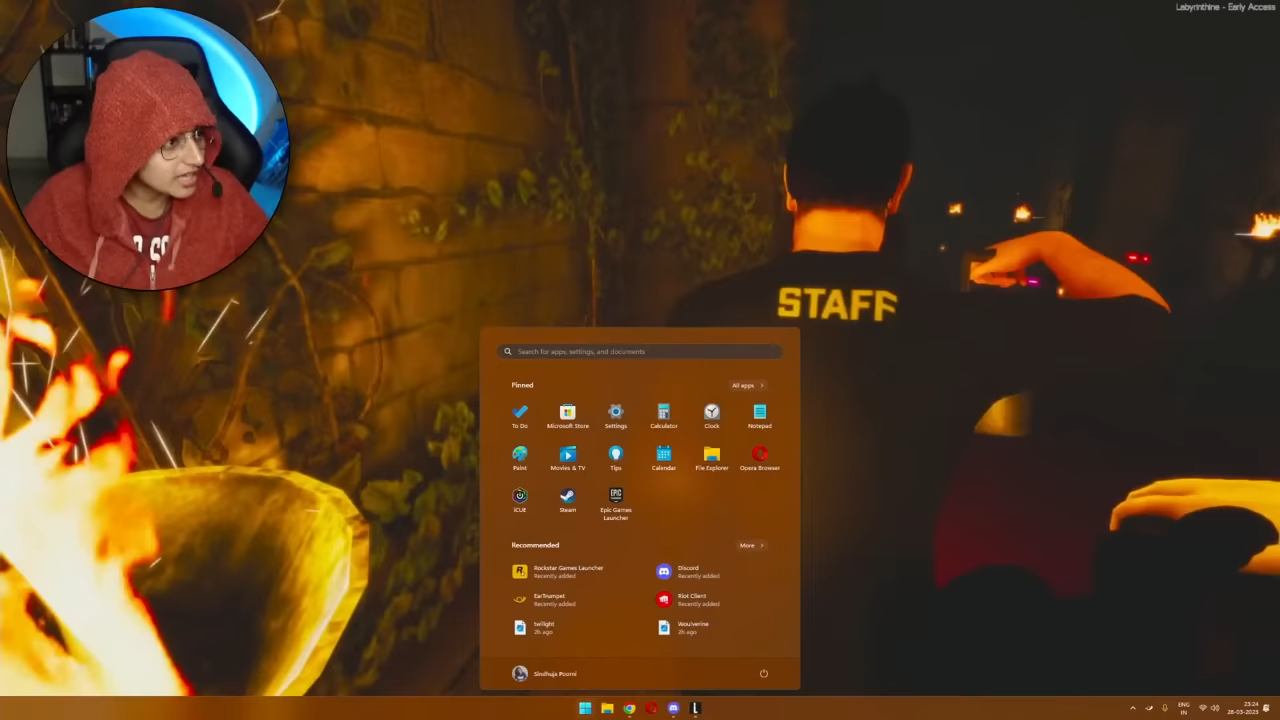 Labyrinthine - Early Access
STAFF
Search for apps, settings, and documents
Pinned
All apps
To Do
Microsoft Store
Settings
Calculator
Clock
Notepad
Paint
Movies & TV
Tips
Calendar
File Explorer
Opera Browser
iCUE
Steam
EPIC
GAMES
Epic Games
Launcher
Recommended
More
Rockstar Games Launcher
Recently added
Discord
Recently added
EarTrumpet
Recently added
Riot Client
Recently added
twilight
2h ago
Woulverine
2h ago
Sindhuja Poorni
ENG
IN
23:24
28-03-2023